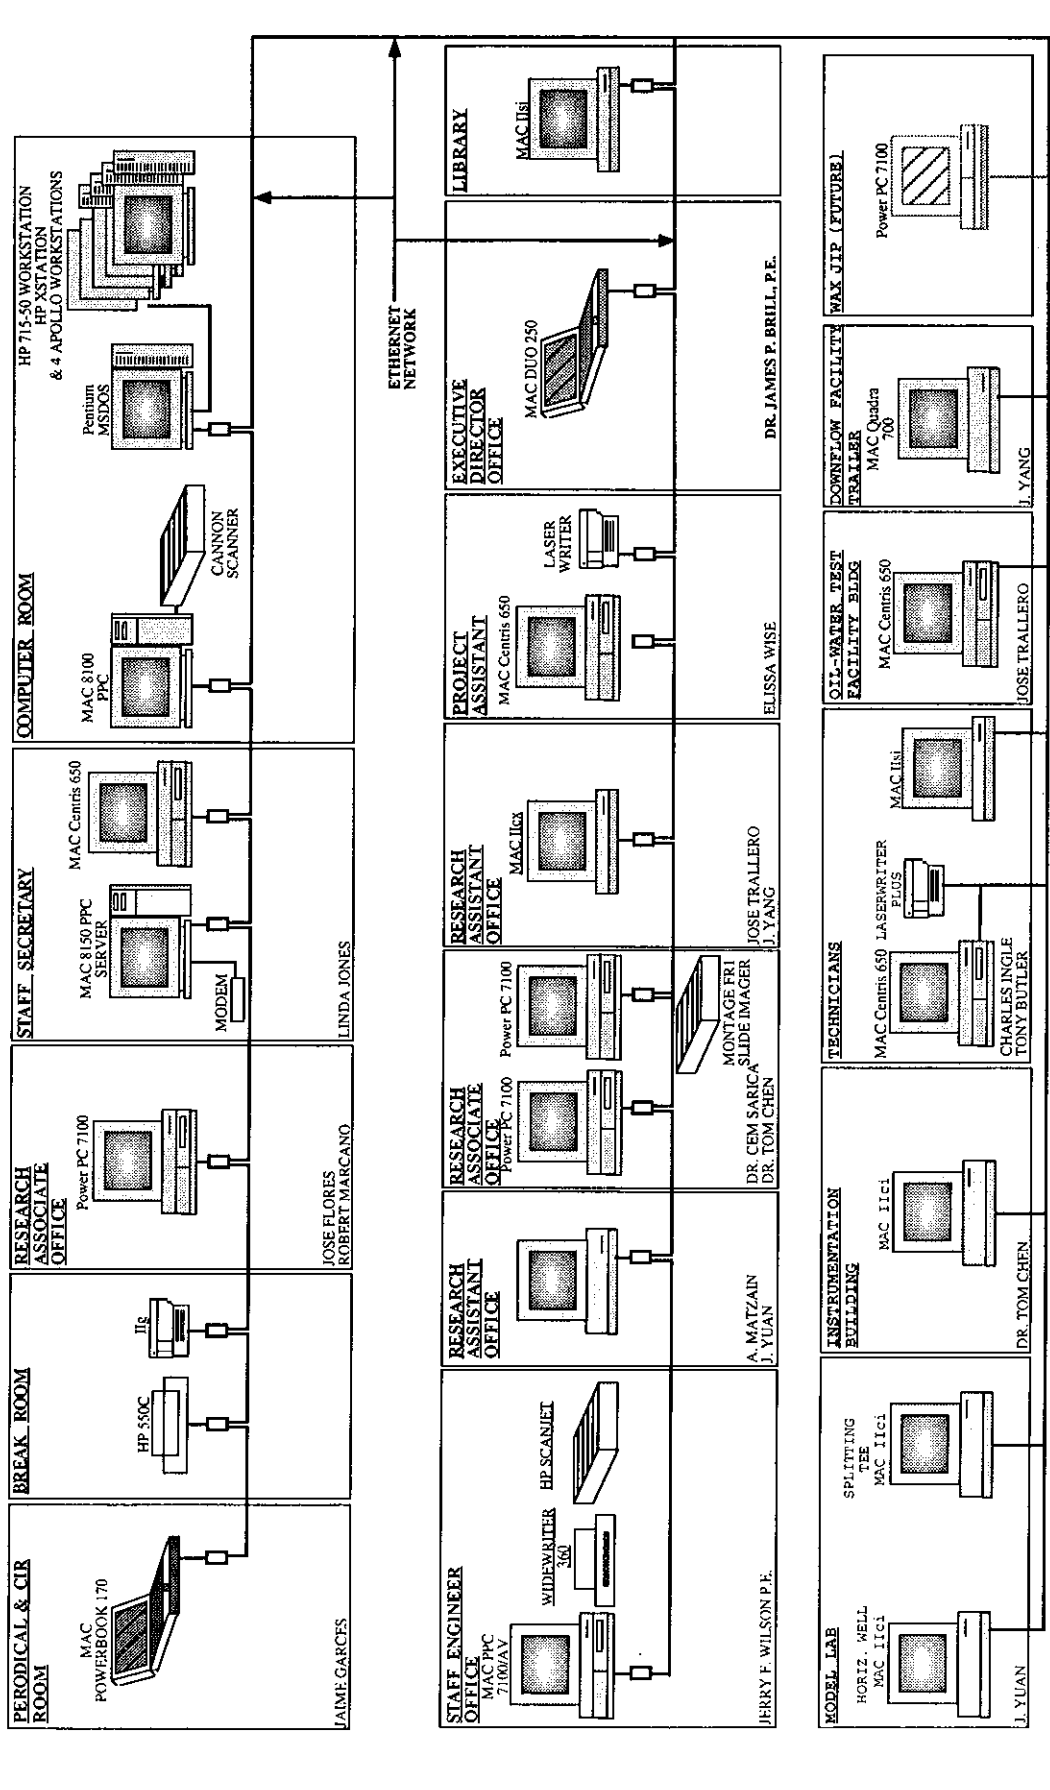 PERODICAL & CIR
ROOM
MAC
POWERBOOK 170
JAIME GARCES
BREAK ROOM
HP 550C
IIg
RESEARCH
ASSOCIATE
OFFICE
Power PC 7100
JOSE FLORES
ROBERT MARCANO
STAFF SECRETARY
MAC 8150 PPC
SERVER
MODEM
MAC Centris 650
LINDA JONES
COMPUTER ROOM
MAC 8100
PPC
CANNON
SCANNER
Pentium
MSDOS
HP 715-50 WORKSTATION
HP XSTATION
& 4 APOLLO WORKSTATIONS
ETHERNET
NETWORK
STAFF ENGINEER
OFFICE
MAC PPC
7100/AV
WIDEWRITER
360
HP SCANJET
JERRY F. WILSON P.E.
RESEARCH
ASSISTANT
OFFICE
A. MATZAIN
J. YUAN
RESEARCH
ASSOCIATE
OFFICE
Power PC 7100
Power PC 7100
MONTAGE FR1
SLIDE IMAGER
DR. CEM SARICA
DR. TOM CHEN
RESEARCH
ASSISTANT
OFFICE
MAC IIcx
JOSE TRALLERO
J. YANG
PROJECT
ASSISTANT
MAC Centris 650
LASER
WRITER
ELISSA WISE
EXECUTIVE
DIRECTOR
OFFICE
MAC DUO 250
DR. JAMES P. BRILL, P.E.
LIBRARY
MAC IIsi
MODEL LAB
HORIZ. WELL
MAC IIci
SPLITTING
TEE
MAC IIci
J. YUAN
INSTRUMENTATION
BUILDING
MAC IIci
DR. TOM CHEN
TECHNICIANS
MAC Centris 650
LASERWRITER
PLUS
MAC IIsi
CHARLES INGLE
TONY BUTLER
OIL-WATER TEST
FACILITY BLDG
MAC Centris 650
JOSE TRALLERO
DOWNFLOW FACILITY
TRAILER
MAC Quadra
700
J. YANG
WAX JIP (FUTURE)
Power PC 7100